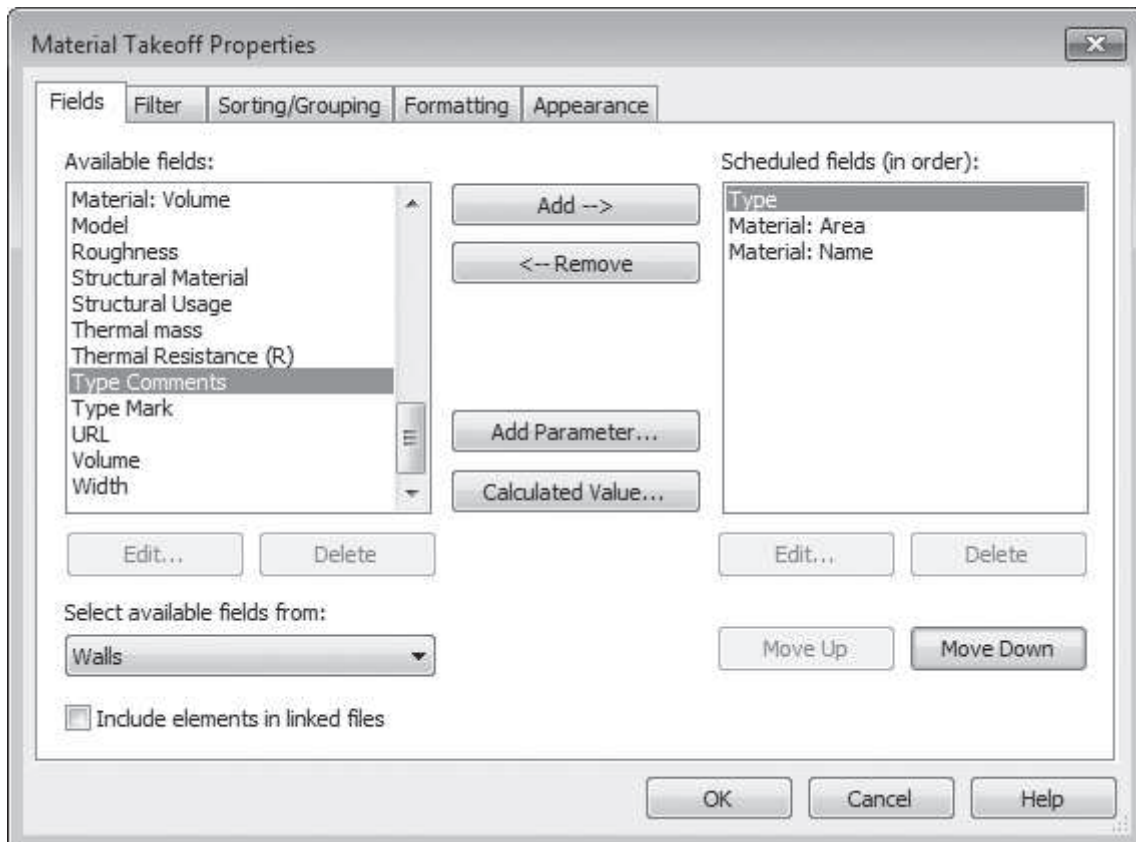 Material Takeoff Properties
Fields Filter Sorting/Grouping Formatting Appearance
Available fields:
Material: Volume
Model
Roughness
Structural Material
Structural Usage
Thermal mass
Thermal Resistance (R)
Type Comments
Type Mark
URL
Volume
Width
Add -->
<-- Remove
Add Parameter...
Calculated Value...
Scheduled fields (in order):
Type
Material: Area
Material: Name
Edit... Delete
Edit... Delete
Select available fields from:
Walls
Move Up Move Down
Include elements in linked files
OK Cancel Help